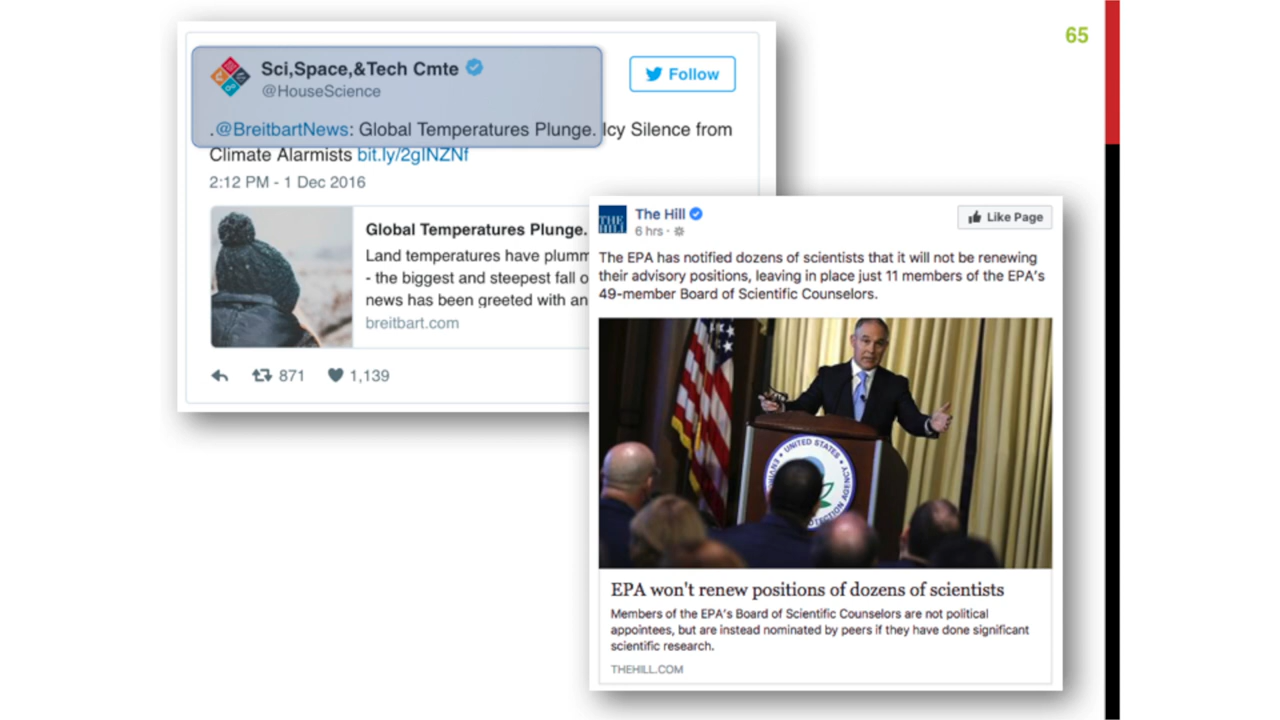 65
Sci,Space,&Tech Cmte
@HouseScience
Follow
.@BreitbartNews: Global Temperatures Plunge. Icy Silence from
Climate Alarmists bit.ly/2gINZNf
2:12 PM - 1 Dec 2016
Global Temperatures Plunge.
Land temperatures have plumm
- the biggest and steepest fall o
news has been greeted with an
breitbart.com
871
1,139
THE
HILL
The Hill
6 hrs ·
Like Page
The EPA has notified dozens of scientists that it will not be renewing
their advisory positions, leaving in place just 11 members of the EPA's
49-member Board of Scientific Counselors.
UNITED STATES
AGENCY
EPA won't renew positions of dozens of scientists
Members of the EPA's Board of Scientific Counselors are not political
appointees, but are instead nominated by peers if they have done significant
scientific research.
THEHILL.COM